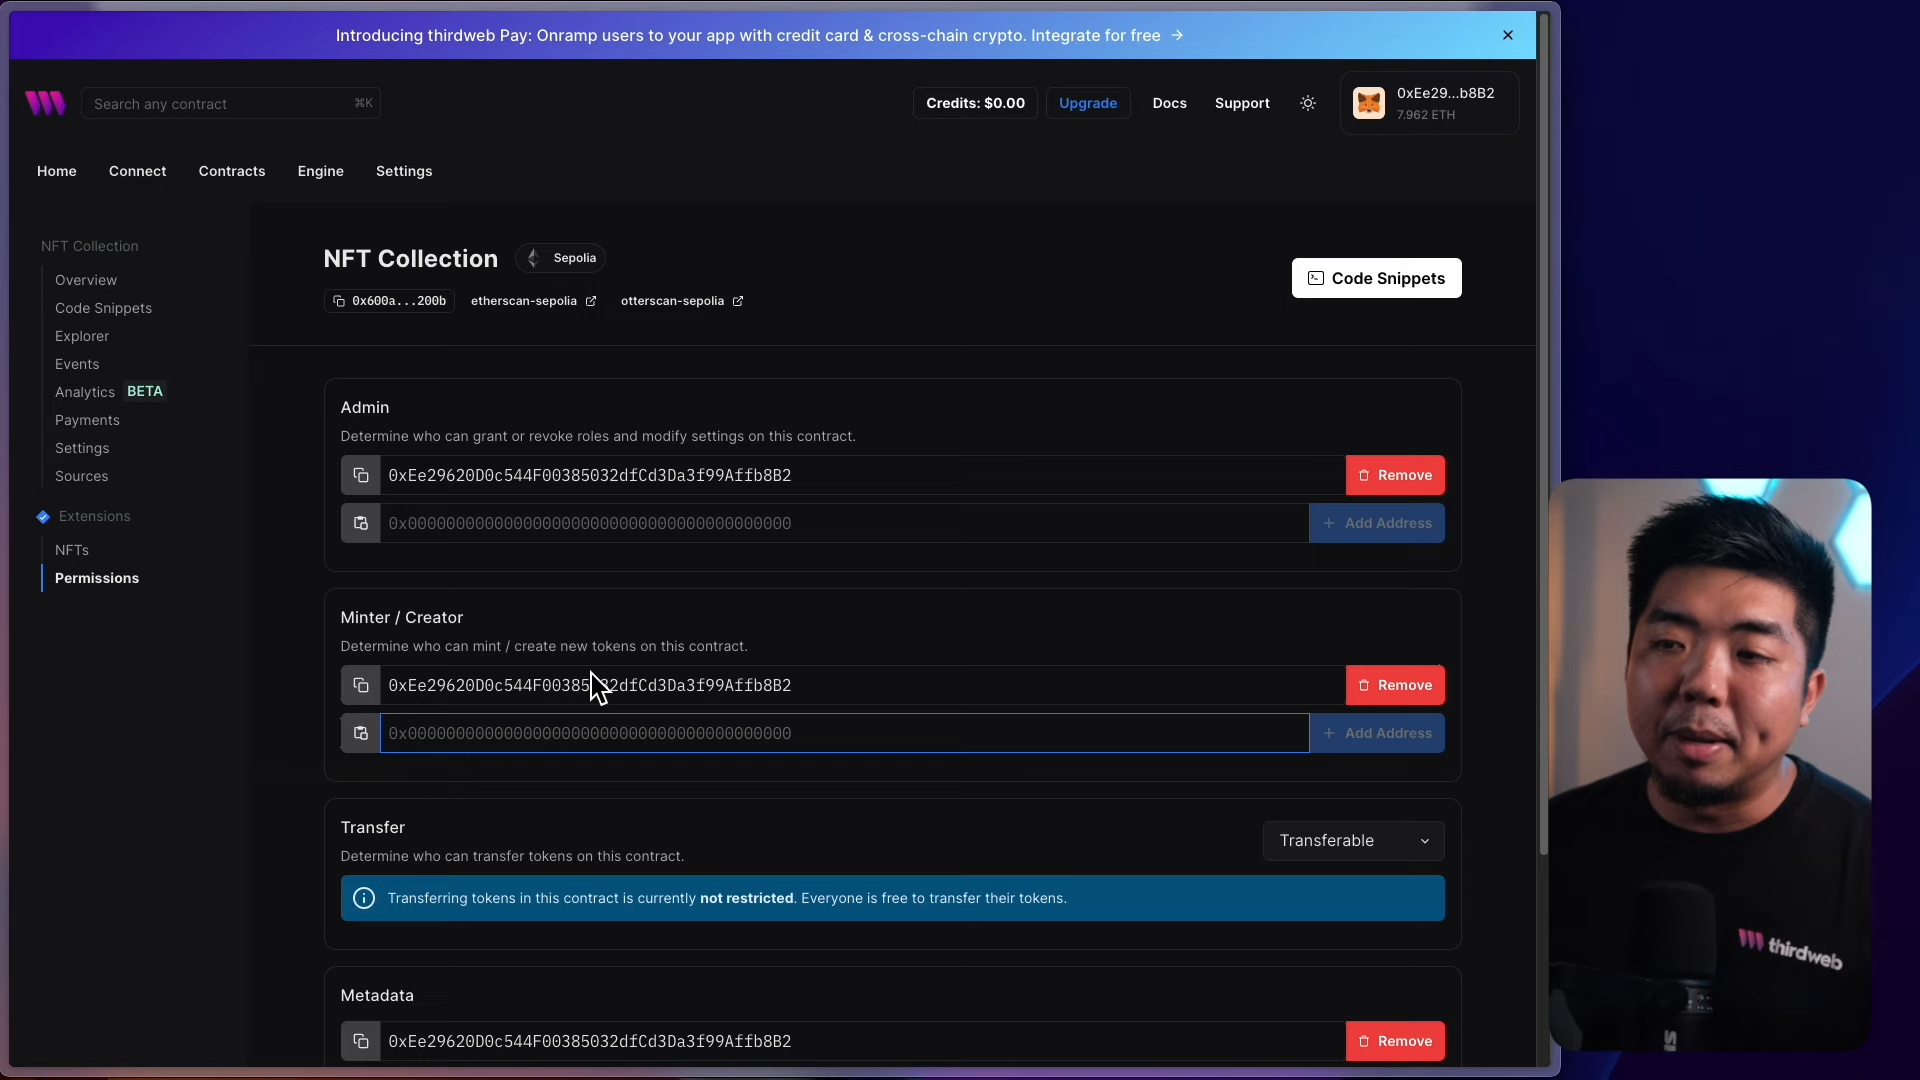 Introducing thirdweb Pay: Onramp users to your app with credit card & cross-chain crypto. Integrate for free →
Search any contract ⌘K
Credits: $0.00
Upgrade
Docs
Support
0xEe29...b8B2
7.962 ETH
Home
Connect
Contracts
Engine
Settings
NFT Collection
Overview
Code Snippets
Explorer
Events
Analytics BETA
Payments
Settings
Sources
Extensions
NFTs
Permissions
NFT Collection
Sepolia
0x600a...200b
etherscan-sepolia
otterscan-sepolia
Code Snippets
Admin
Determine who can grant or revoke roles and modify settings on this contract.
0xEe29620D0c544F00385032dfCd3Da3f99Affb8B2
Remove
0x0000000000000000000000000000000000000000
+ Add Address
Minter / Creator
Determine who can mint / create new tokens on this contract.
0xEe29620D0c544F00385032dfCd3Da3f99Affb8B2
Remove
0x0000000000000000000000000000000000000000
+ Add Address
Transfer
Determine who can transfer tokens on this contract.
Transferable
Transferring tokens in this contract is currently not restricted. Everyone is free to transfer their tokens.
Metadata
0xEe29620D0c544F00385032dfCd3Da3f99Affb8B2
Remove
thirdweb